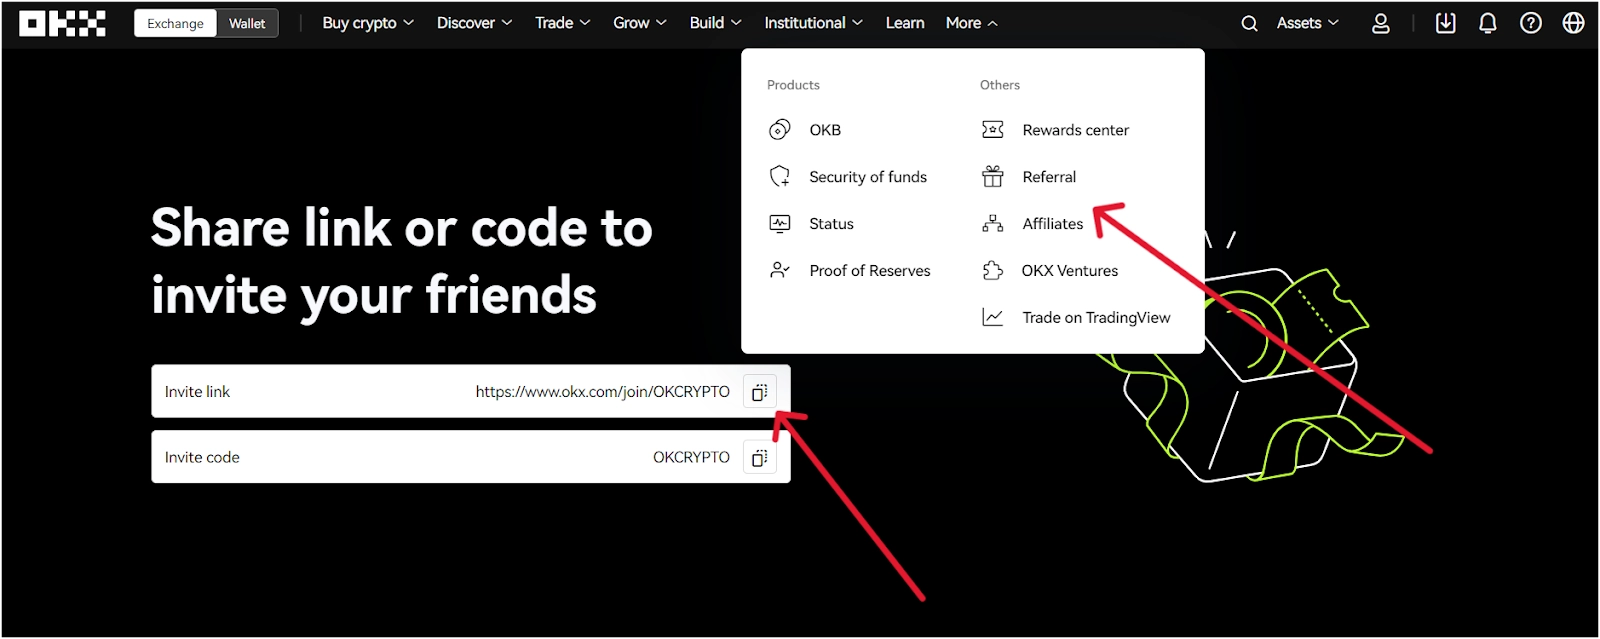 OKX
Exchange
Wallet
Buy crypto
Discover
Trade
Grow
Build
Institutional
Learn
More
Assets
Products
OKB
Security of funds
Status
Proof of Reserves
Others
Rewards center
Referral
Affiliates
OKX Ventures
Trade on TradingView
Share link or code to
invite your friends
Invite link https://www.okx.com/join/OKCRYPTO
Invite code OKCRYPTO